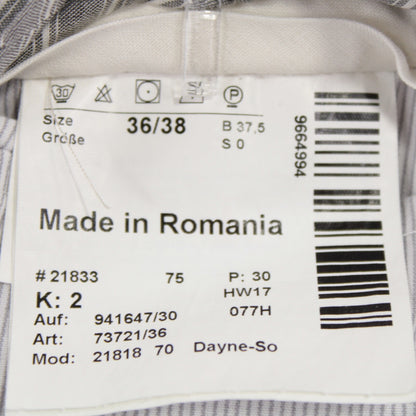 30 P
Size 36/38 B 37,5
Größe S 0
9664994
Made in Romania
# 21833 75 P: 30
K: 2 HW17
Auf: 941647/30 077H
Art: 73721/36
Mod: 21818 70 Dayne-So